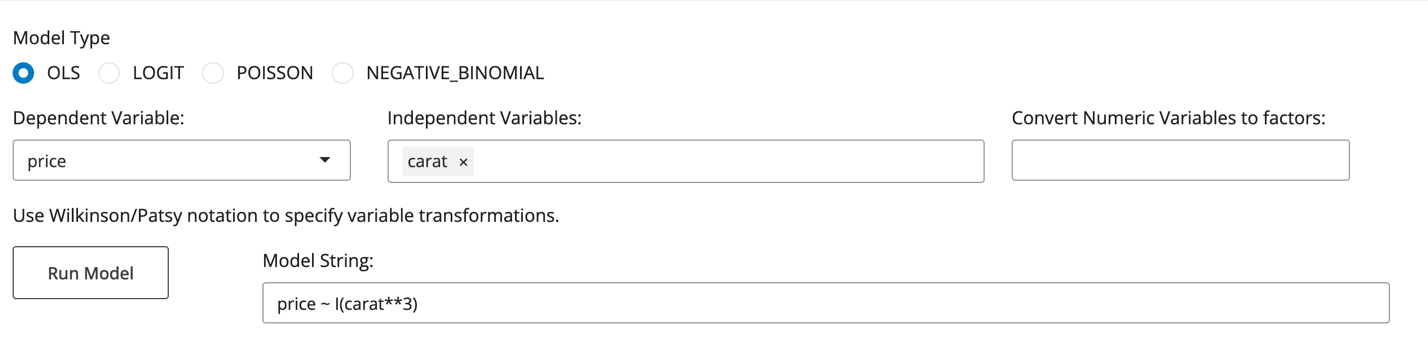 Model Type
OLS LOGIT POISSON NEGATIVE_BINOMIAL
Dependent Variable: Independent Variables: Convert Numeric Variables to factors:
price carat ×
Use Wilkinson/Patsy notation to specify variable transformations.
Model String:
Run Model
price ~ I(carat**3)